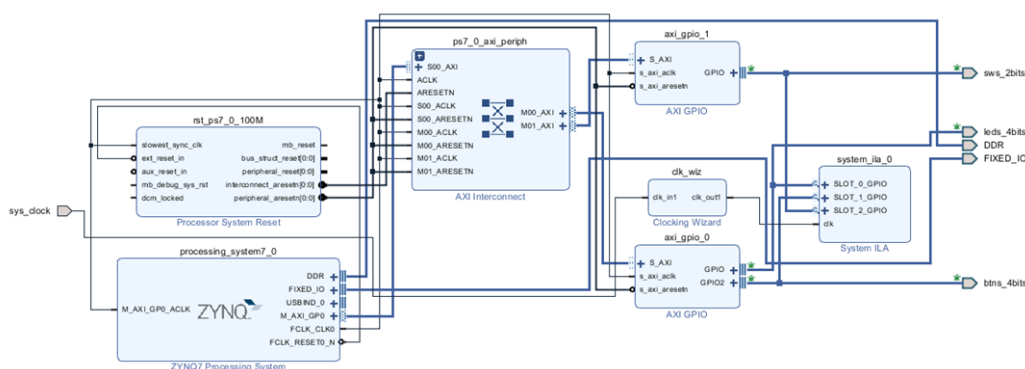 ps7_0_axi_periph
S00_AXI
ACLK
ARESETN
S00_ACLK
S00_ARESETN
M00_ACLK
M00_ARESETN
M01_ACLK
M01_ARESETN
M00_AXI
M01_AXI
AXI Interconnect
axi_gpio_1
S_AXI
s_axi_aclk
s_axi_aresetn
GPIO
AXI GPIO
sws_2bits
leds_4bits
DDR
FIXED_IO
rst_ps7_0_100M
slowest_sync_clk
ext_reset_in
aux_reset_in
mb_debug_sys_rst
dcm_locked
mb_reset
bus_struct_reset[0:0]
peripheral_reset[0:0]
interconnect_aresetn[0:0]
peripheral_aresetn[0:0]
Processor System Reset
sys_clock
clk_wiz
clk_in1
clk_out1
Clocking Wizard
system_ila_0
SLOT_0_GPIO
SLOT_1_GPIO
SLOT_2_GPIO
clk
System ILA
processing_system7_0
M_AXI_GP0_ACLK
ZYNQ
DDR
FIXED_IO
USBIND_0
M_AXI_GP0
FCLK_CLK0
FCLK_RESET0_N
ZYNQ7 Processing System
axi_gpio_0
S_AXI
s_axi_aclk
s_axi_aresetn
GPIO
GPIO2
AXI GPIO
btns_4bits